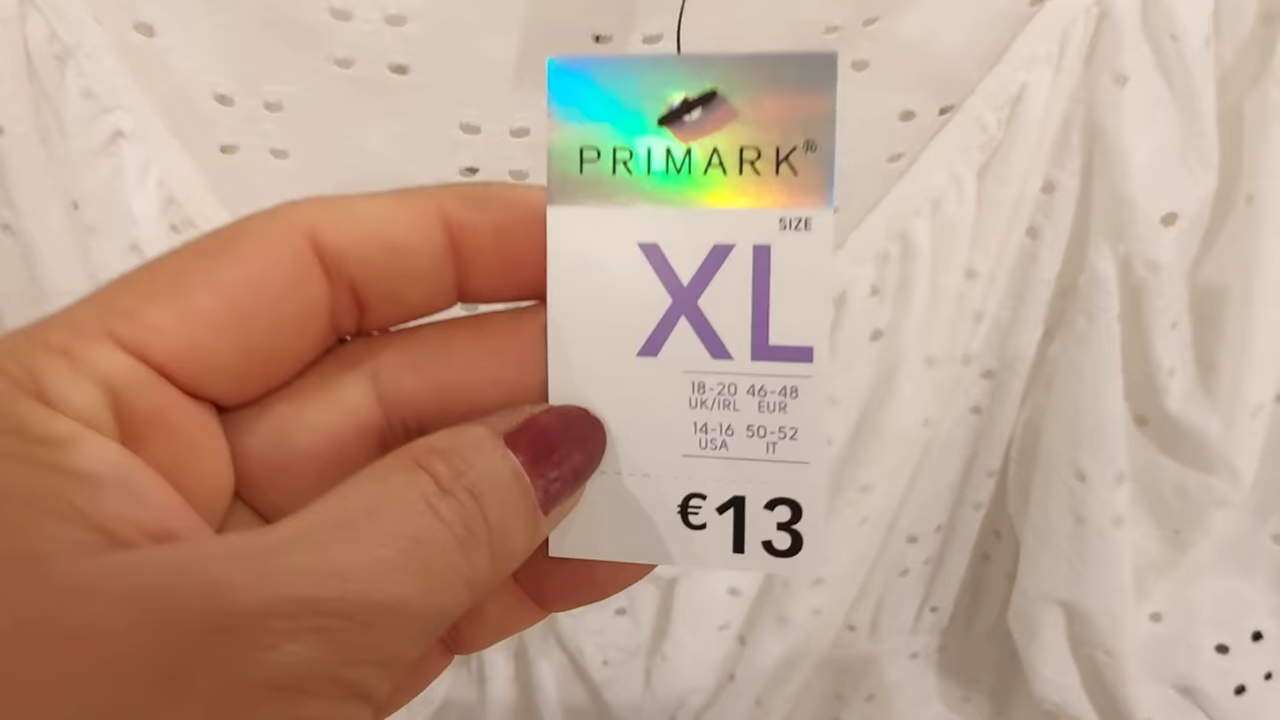 PRIMARK®
SIZE
XL
18-20 46-48
UK/IRL EUR
14-16 50-52
USA IT
€13